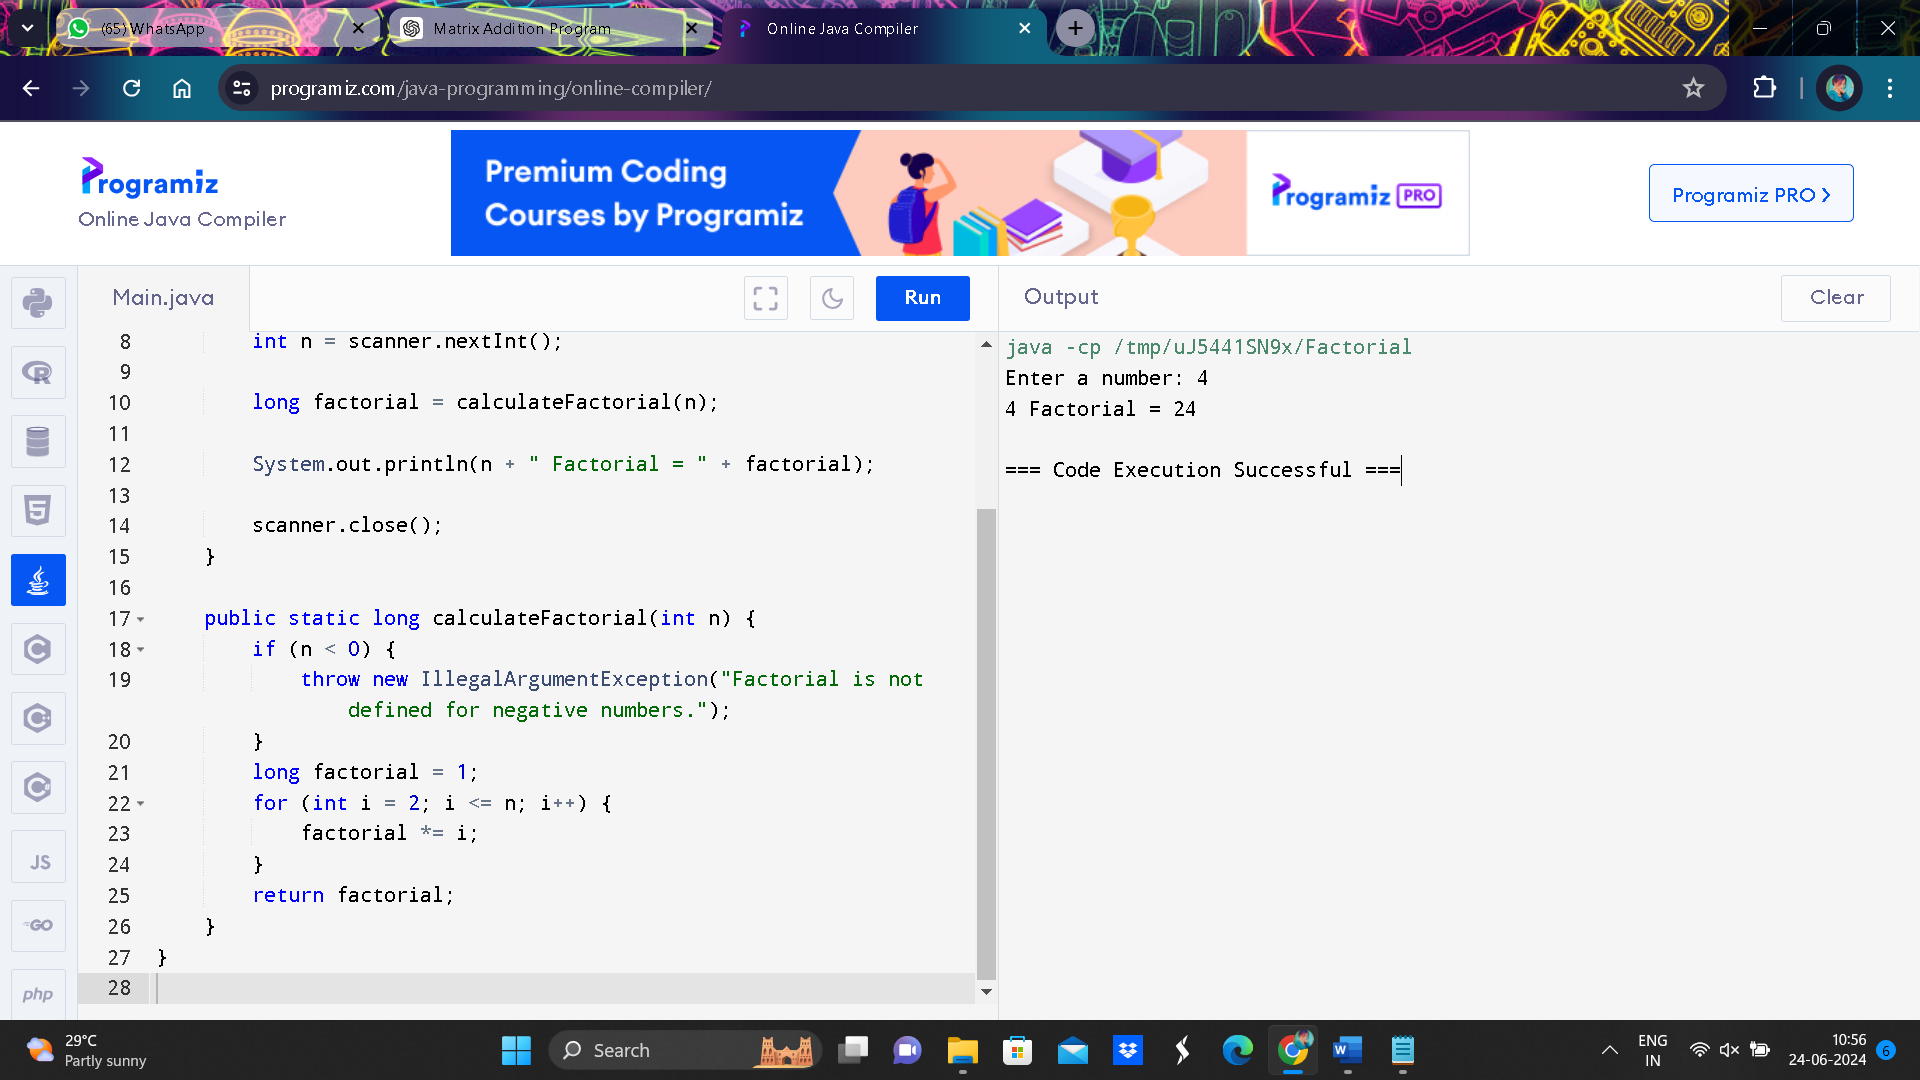 (65) WhatsApp
Matrix Addition Program
Online Java Compiler
programiz.com/java-programming/online-compiler/
Programiz
Online Java Compiler
Premium Coding
Courses by Programiz
Programiz PRO
Programiz PRO
Main.java
Run
Output
Clear
8 int n = scanner.nextInt();
9
10 long factorial = calculateFactorial(n);
11
12 System.out.println(n + " Factorial = " + factorial);
13
14 scanner.close();
15 }
16
17 public static long calculateFactorial(int n) {
18 if (n < 0) {
19 throw new IllegalArgumentException("Factorial is not
defined for negative numbers.");
20 }
21 long factorial = 1;
22 for (int i = 2; i <= n; i++) {
23 factorial *= i;
24 }
25 return factorial;
26 }
27 }
28
java -cp /tmp/uJ5441SN9x/Factorial
Enter a number: 4
4 Factorial = 24
=== Code Execution Successful ===
R
5
C
C
C
JS
GO
php
29°C
Partly sunny
Search
ENG
IN
10:56
24-06-2024
6